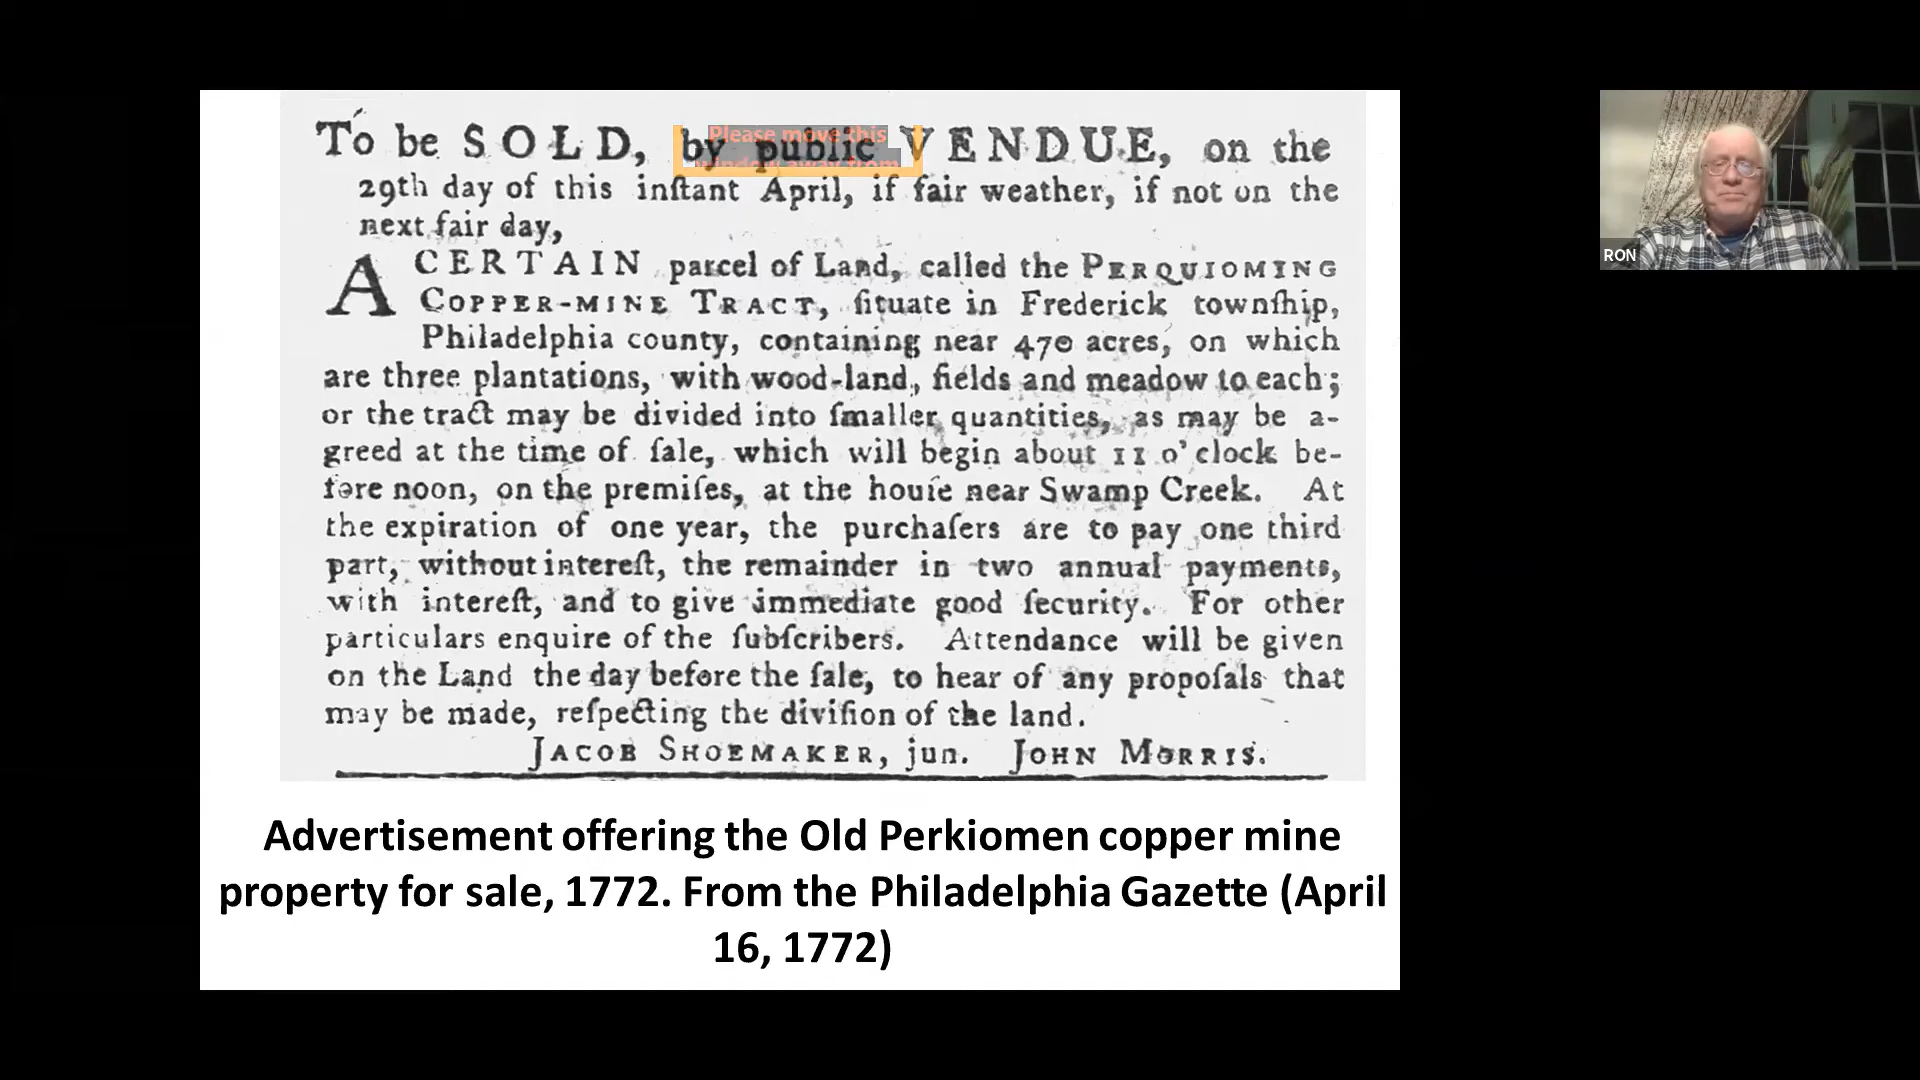 To be SOLD, by public VENDUE, on the
29th day of this inſtant April, if fair weather, if not on the
next fair day,
A CERTAIN parcel of Land, called the PERQUIOMING
COPPER-MINE TRACT, ſituate in Frederick townſhip,
Philadelphia county, containing near 470 acres, on which
are three plantations, with wood-land, fields and meadow to each;
or the tract may be divided into ſmaller quantities, as may be a-
greed at the time of ſale, which will begin about 11 o'clock be-
fore noon, on the premiſes, at the houſe near Swamp Creek. At
the expiration of one year, the purchaſers are to pay one third
part, without intereſt, the remainder in two annual payments,
with intereſt, and to give immediate good ſecurity. For other
particulars enquire of the ſubſcribers. Attendance will be given
on the Land the day before the ſale, to hear of any propoſals that
may be made, reſpecting the diviſion of the land.
JACOB SHOEMAKER, jun. JOHN MORRIS.
Please move this
window away from
Advertisement offering the Old Perkiomen copper mine
property for sale, 1772. From the Philadelphia Gazette (April
16, 1772)
RON